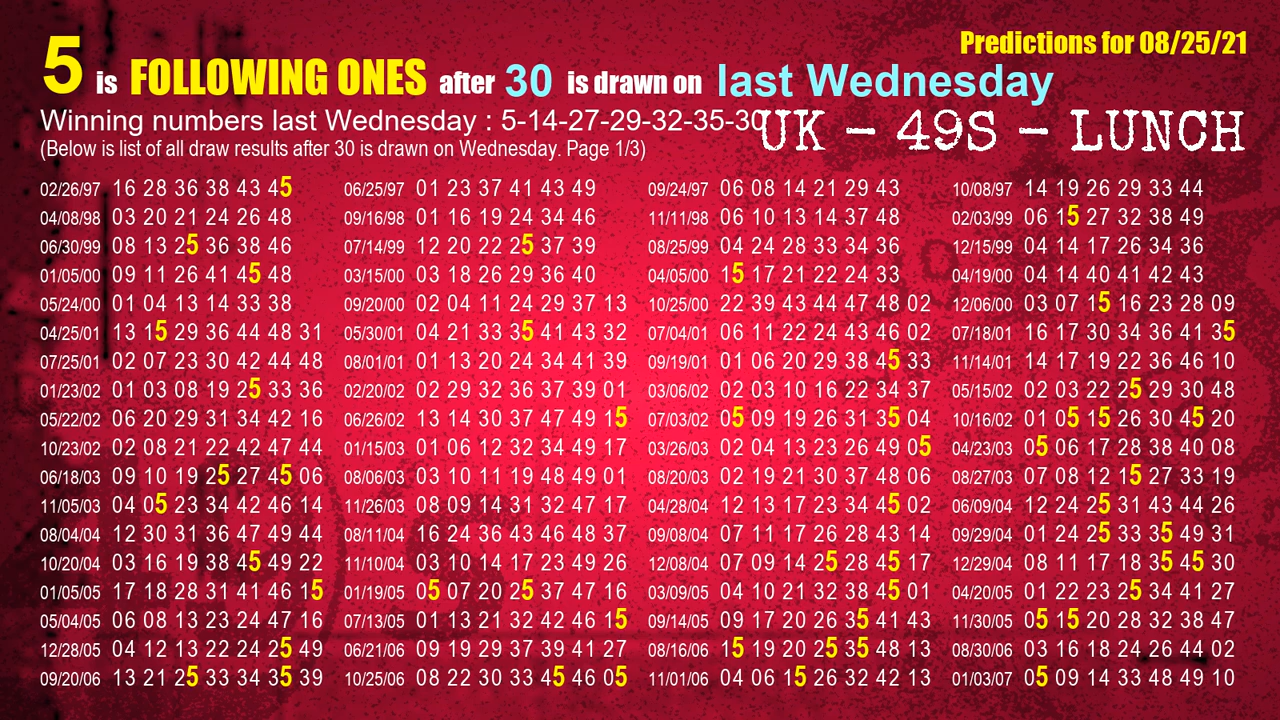 Predictions for 08/25/21
5 is FOLLOWING ONES after 30 is drawn on last Wednesday
Winning numbers last Wednesday : 5-14-27-29-32-35-30
UK - 49S - LUNCH
(Below is list of all draw results after 30 is drawn on Wednesday. Page 1/3)
02/26/97 16 28 36 38 43 45 06/25/97 01 23 37 41 43 49 09/24/97 06 08 14 21 29 43 10/08/97 14 19 26 29 33 44
04/08/98 03 20 21 24 26 48 09/16/98 01 16 19 24 34 46 11/11/98 06 10 13 14 37 48 02/03/99 06 15 27 32 38 49
06/30/99 08 13 25 36 38 46 07/14/99 12 20 22 25 37 39 08/25/99 04 24 28 33 34 36 12/15/99 04 14 17 26 34 36
01/05/00 09 11 26 41 45 48 03/15/00 03 18 26 29 36 40 04/05/00 15 17 21 22 24 33 04/19/00 04 14 40 41 42 43
05/24/00 01 04 13 14 33 38 09/20/00 02 04 11 24 29 37 13 10/25/00 22 39 43 44 47 48 02 12/06/00 03 07 15 16 23 28 09
04/25/01 13 15 29 36 44 48 31 05/30/01 04 21 33 35 41 43 32 07/04/01 06 11 22 24 43 46 02 07/18/01 16 17 30 34 36 41 35
07/25/01 02 07 23 30 42 44 48 08/01/01 01 13 20 24 34 41 39 09/19/01 01 06 20 29 38 45 33 11/14/01 14 17 19 22 36 46 10
01/23/02 01 03 08 19 25 33 36 02/20/02 02 29 32 36 37 39 01 03/06/02 02 03 10 16 22 34 37 05/15/02 02 03 22 25 29 30 48
05/22/02 06 20 29 31 34 42 16 06/26/02 13 14 30 37 47 49 15 07/03/02 05 09 19 26 31 35 04 10/16/02 01 05 15 26 30 45 20
10/23/02 02 08 21 22 42 47 44 01/15/03 01 06 12 32 34 49 17 03/26/03 02 04 13 23 26 49 05 04/23/03 05 06 17 28 38 40 08
06/18/03 09 10 19 25 27 45 06 08/06/03 03 10 11 19 48 49 01 08/20/03 02 19 21 30 37 48 06 08/27/03 07 08 12 15 27 33 19
11/05/03 04 05 23 34 42 46 14 11/26/03 08 09 14 31 32 47 17 04/28/04 12 13 17 23 34 45 02 06/09/04 12 24 25 31 43 44 26
08/04/04 12 30 31 36 47 49 44 08/11/04 16 24 36 43 46 48 37 09/08/04 07 11 17 26 28 43 14 09/29/04 01 24 25 33 35 49 31
10/20/04 03 16 19 38 45 49 22 11/10/04 03 10 14 17 23 49 26 12/08/04 07 09 14 25 28 45 17 12/29/04 08 11 17 18 35 45 30
01/05/05 17 18 28 31 41 46 15 01/19/05 05 07 20 25 37 47 16 03/09/05 04 10 21 32 38 45 01 04/20/05 01 22 23 25 34 41 27
05/04/05 06 08 13 23 24 47 16 07/13/05 01 13 21 32 42 46 15 09/14/05 09 17 20 26 35 41 43 11/30/05 05 15 20 28 32 38 47
12/28/05 04 12 13 22 24 25 49 06/21/06 09 19 29 37 39 41 27 08/16/06 15 19 20 25 35 48 13 08/30/06 03 16 18 24 26 44 02
09/20/06 13 21 25 33 34 35 39 10/25/06 08 22 30 33 45 46 05 11/01/06 04 06 15 26 32 42 13 01/03/07 05 09 14 33 48 49 10